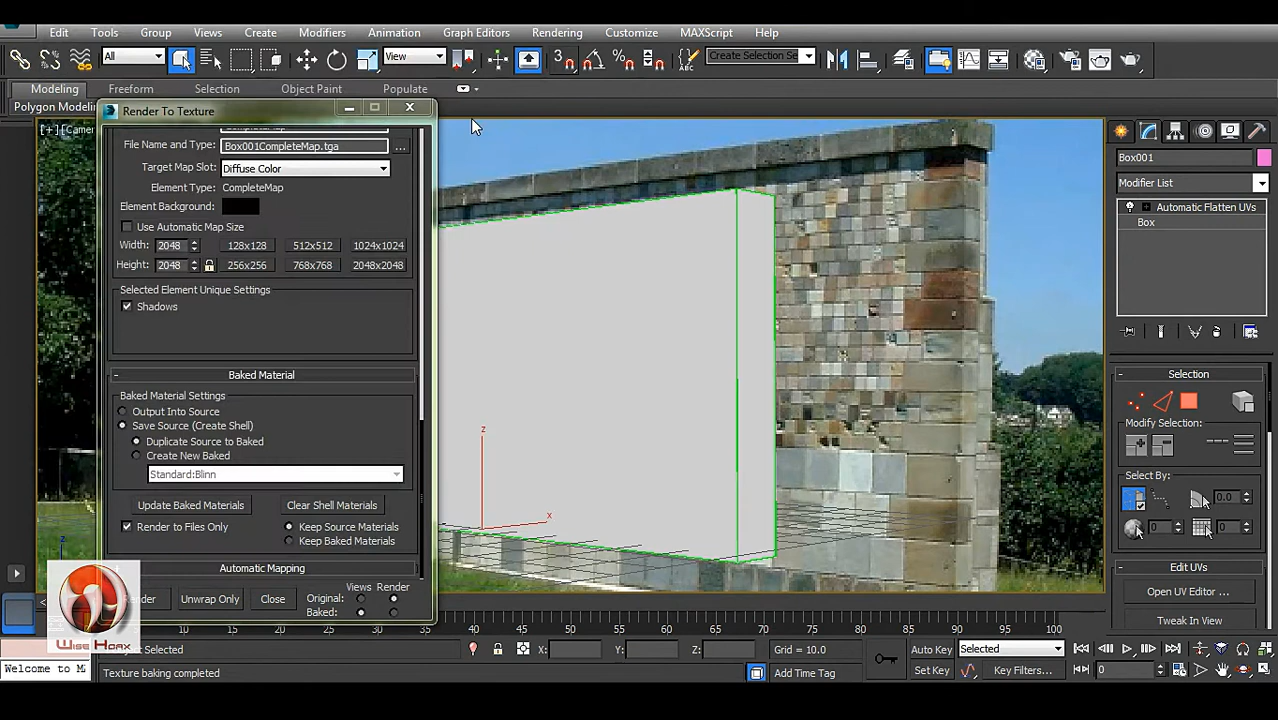 Edit Tools Group Views Create Modifiers Animation Graph Editors Rendering Customize MAXScript Help
All View 3 Create Selection Se
Modeling Freeform Selection Object Paint Populate
Polygon Modeli
Render To Texture
[+][Camer
File Name and Type: Box001CompleteMap.tga ...
Target Map Slot: Diffuse Color
Element Type: CompleteMap
Element Background:
Use Automatic Map Size
Width: 2048 128x128 512x512 1024x1024
Height: 2048 256x256 768x768 2048x2048
Selected Element Unique Settings
Shadows
Baked Material
Baked Material Settings
Output Into Source
Save Source (Create Shell)
Duplicate Source to Baked
Create New Baked
Standard:Blinn
Update Baked Materials Clear Shell Materials
Render to Files Only Keep Source Materials
Keep Baked Materials
Automatic Mapping
Views Render
Unwrap Only Close Original:
Baked:
z
x
z
Box001
Modifier List
Automatic Flatten UVs
Box
Selection
Modify Selection:
Select By:
0.0
0 0
Edit UVs
Open UV Editor ...
Tweak In View
WISE HOAX
10 15 20 25 30 35 40 45 50 55 60 65 70 75 80 85 90 95 100
Selected X: Y: Z: Grid = 10.0 Auto Key Selected
Welcome to M Texture baking completed Add Time Tag Set Key Key Filters... 0